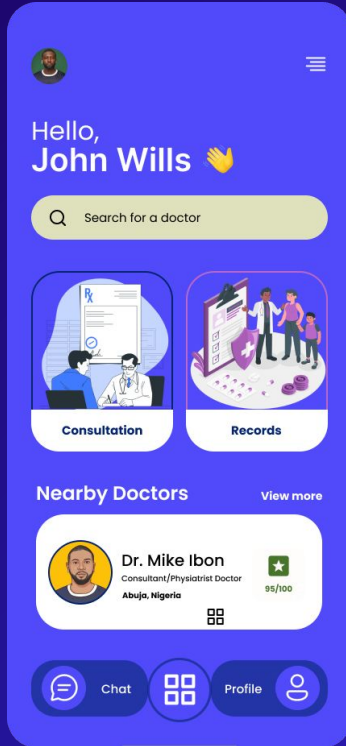 Hello,
John Wills 👋
Search for a doctor
Rx
Consultation
Records
Nearby Doctors
View more
Dr. Mike Ibon
Consultant/Physiatrist Doctor
95/100
Abuja, Nigeria
Chat
Profile